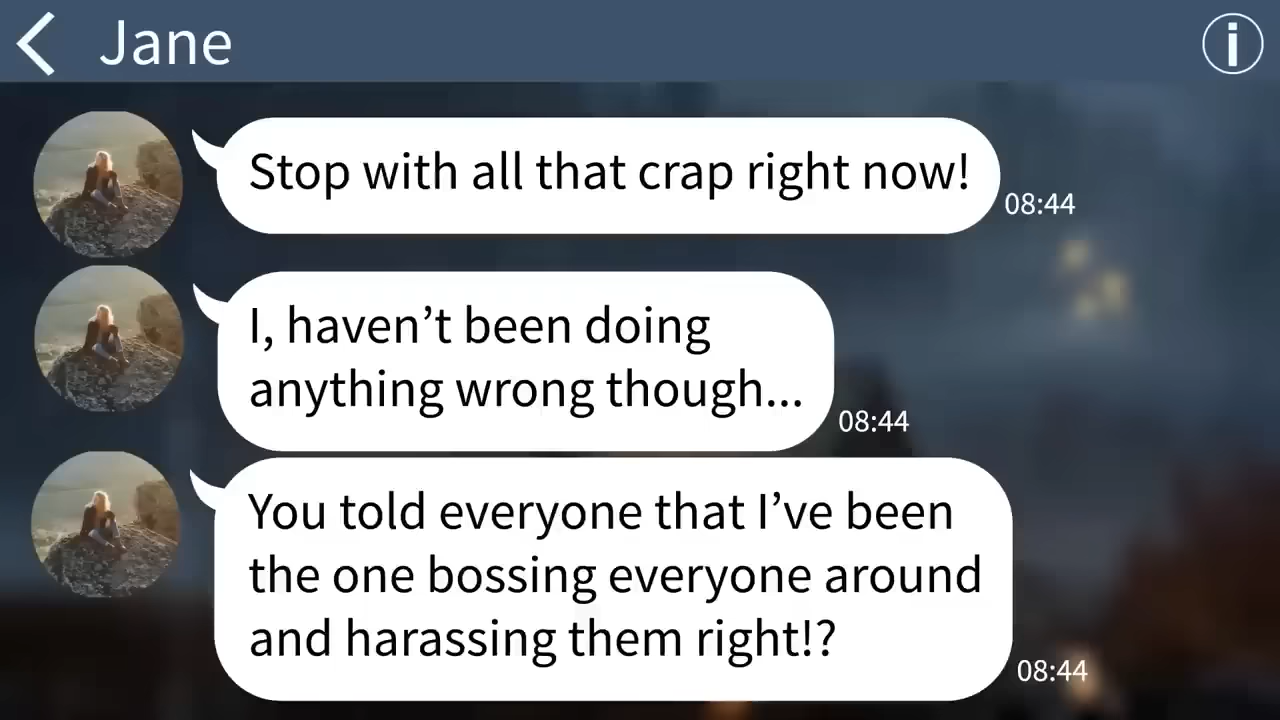 Jane
Stop with all that crap right now!
08:44
I, haven’t been doing
anything wrong though...
08:44
You told everyone that I’ve been
the one bossing everyone around
and harassing them right!?
08:44